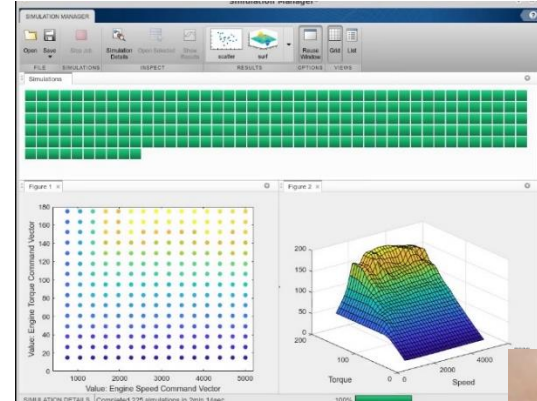 Simulation Manager
SIMULATION MANAGER
Open Save Stop Job Simulation Details Open Selected Show Results scatter surf Reuse Window Grid List
FILE SIMULATIONS INSPECT RESULTS OPTIONS VIEWS
Simulations
Figure 1 × Figure 2 ×
180
160
140
120
100
80
60
40
20
0
1000 2000 3000 4000 5000
Value: Engine Torque Command Vector
Value: Engine Speed Command Vector
200
150
100
50
0
200
100
0
0
2000
4000
Torque
Speed
SIMULATION DETAILS Completed 225 simulations in 2min 14sec 100%